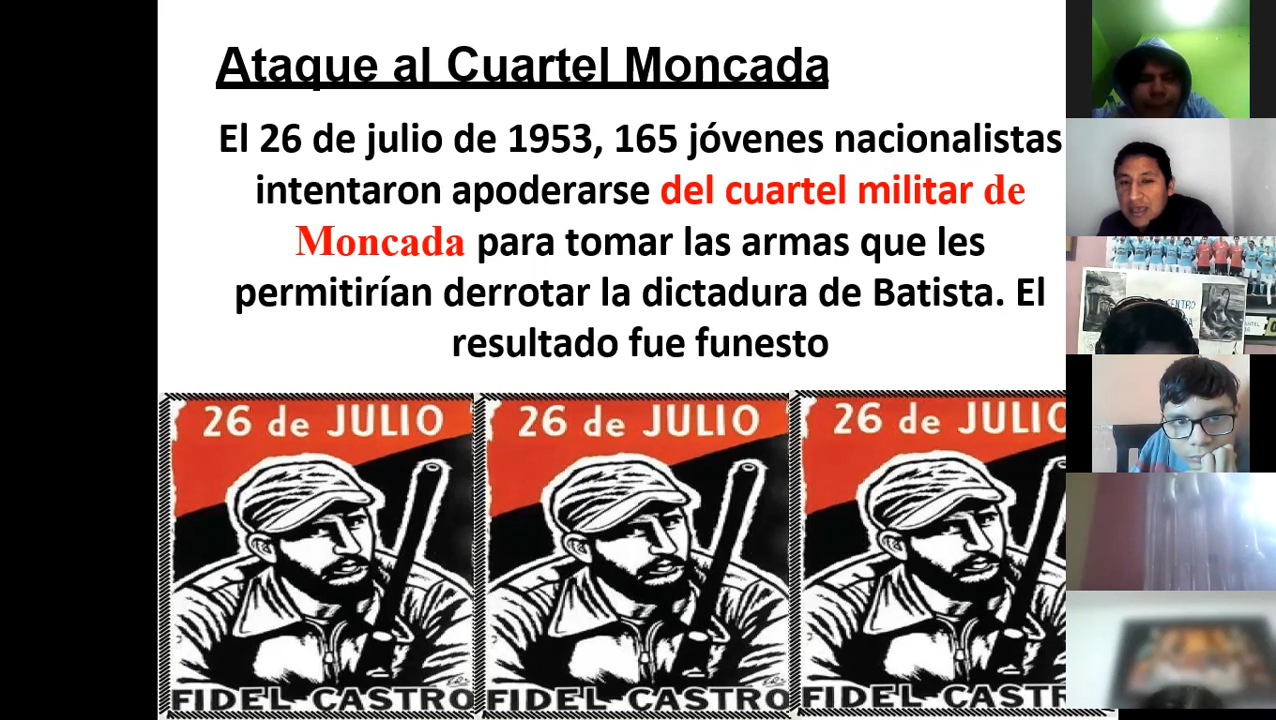 Ataque al Cuartel Moncada
El 26 de julio de 1953, 165 jóvenes nacionalistas
intentaron apoderarse del cuartel militar de
Moncada para tomar las armas que les
permitirían derrotar la dictadura de Batista. El
resultado fue funesto
26 de JULIO
26 de JULIO
26 de JULIO
FIDEL CASTRO
FIDEL CASTRO
FIDEL CASTR